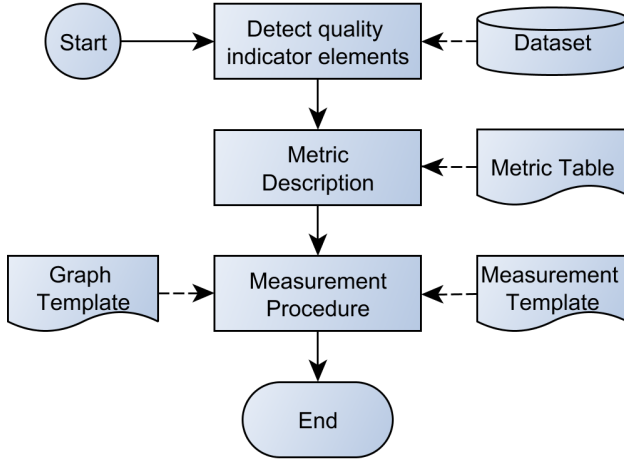 Start
Detect quality
indicator elements
Dataset
Metric
Description
Metric Table
Graph
Template
Measurement
Procedure
Measurement
Template
End